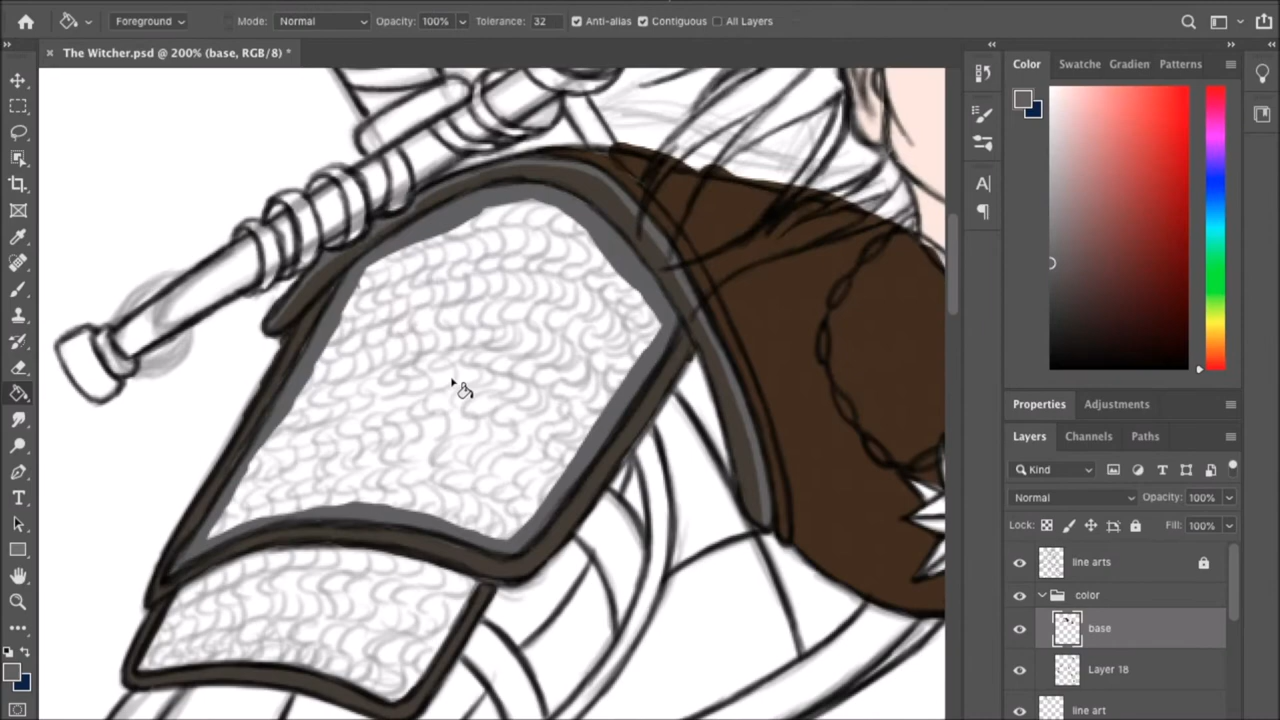 Foreground Mode: Normal Opacity: 100% Tolerance: 32 Anti-alias Contiguous All Layers
The Witcher.psd @ 200% (base, RGB/8) *
Color Swatche Gradien Patterns
Properties Adjustments
Layers Channels Paths
Kind
Normal Opacity: 100%
Lock: Fill: 100%
line arts
color
base
Layer 18
line art